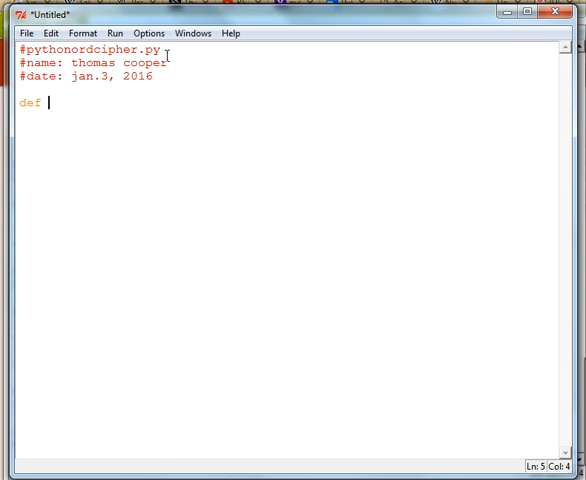 *Untitled*
File Edit Format Run Options Windows Help
#pythonordcipher.py
#name: thomas cooper
#date: jan.3, 2016
def
Ln: 5 Col: 4